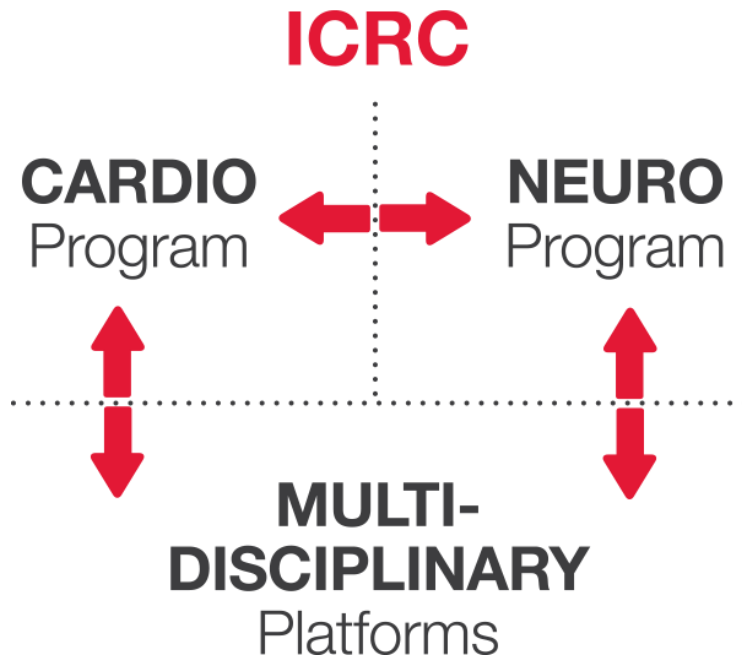 ICRC
CARDIO
Program
NEURO
Program
MULTI-
DISCIPLINARY
Platforms